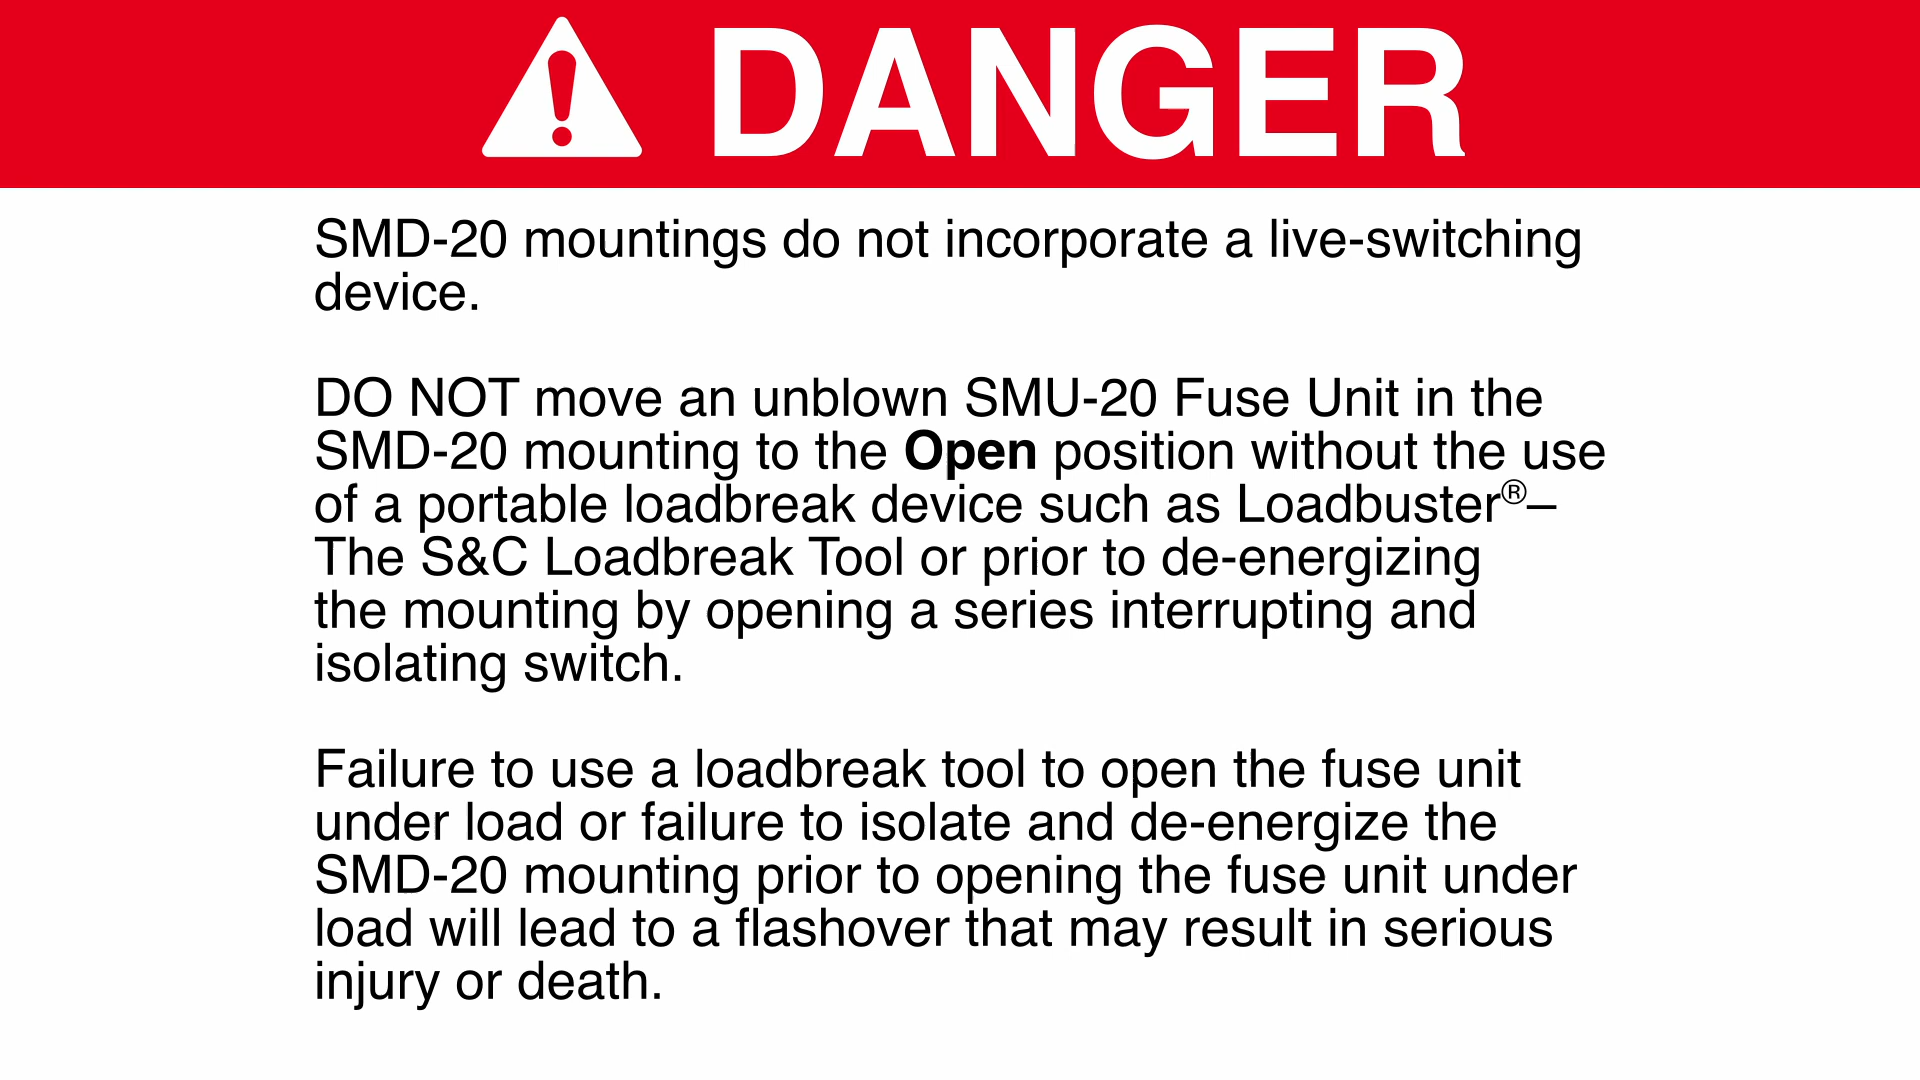 DANGER
SMD-20 mountings do not incorporate a live-switching
device.
DO NOT move an unblown SMU-20 Fuse Unit in the
SMD-20 mounting to the Open position without the use
of a portable loadbreak device such as Loadbuster®–
The S&C Loadbreak Tool or prior to de-energizing
the mounting by opening a series interrupting and
isolating switch.
Failure to use a loadbreak tool to open the fuse unit
under load or failure to isolate and de-energize the
SMD-20 mounting prior to opening the fuse unit under
load will lead to a flashover that may result in serious
injury or death.